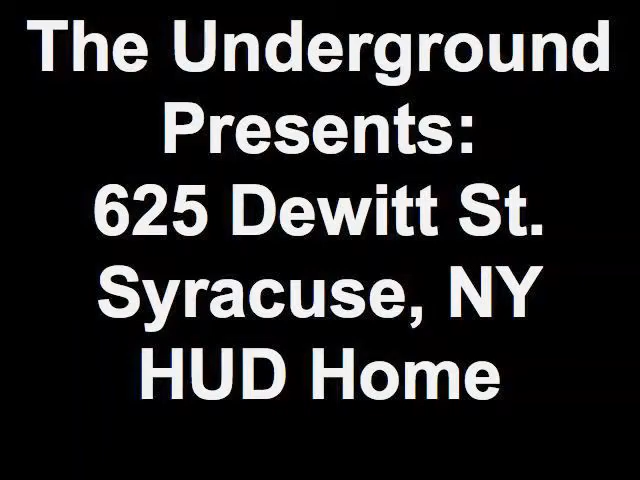 The Underground
Presents:
625 Dewitt St.
Syracuse, NY
HUD Home